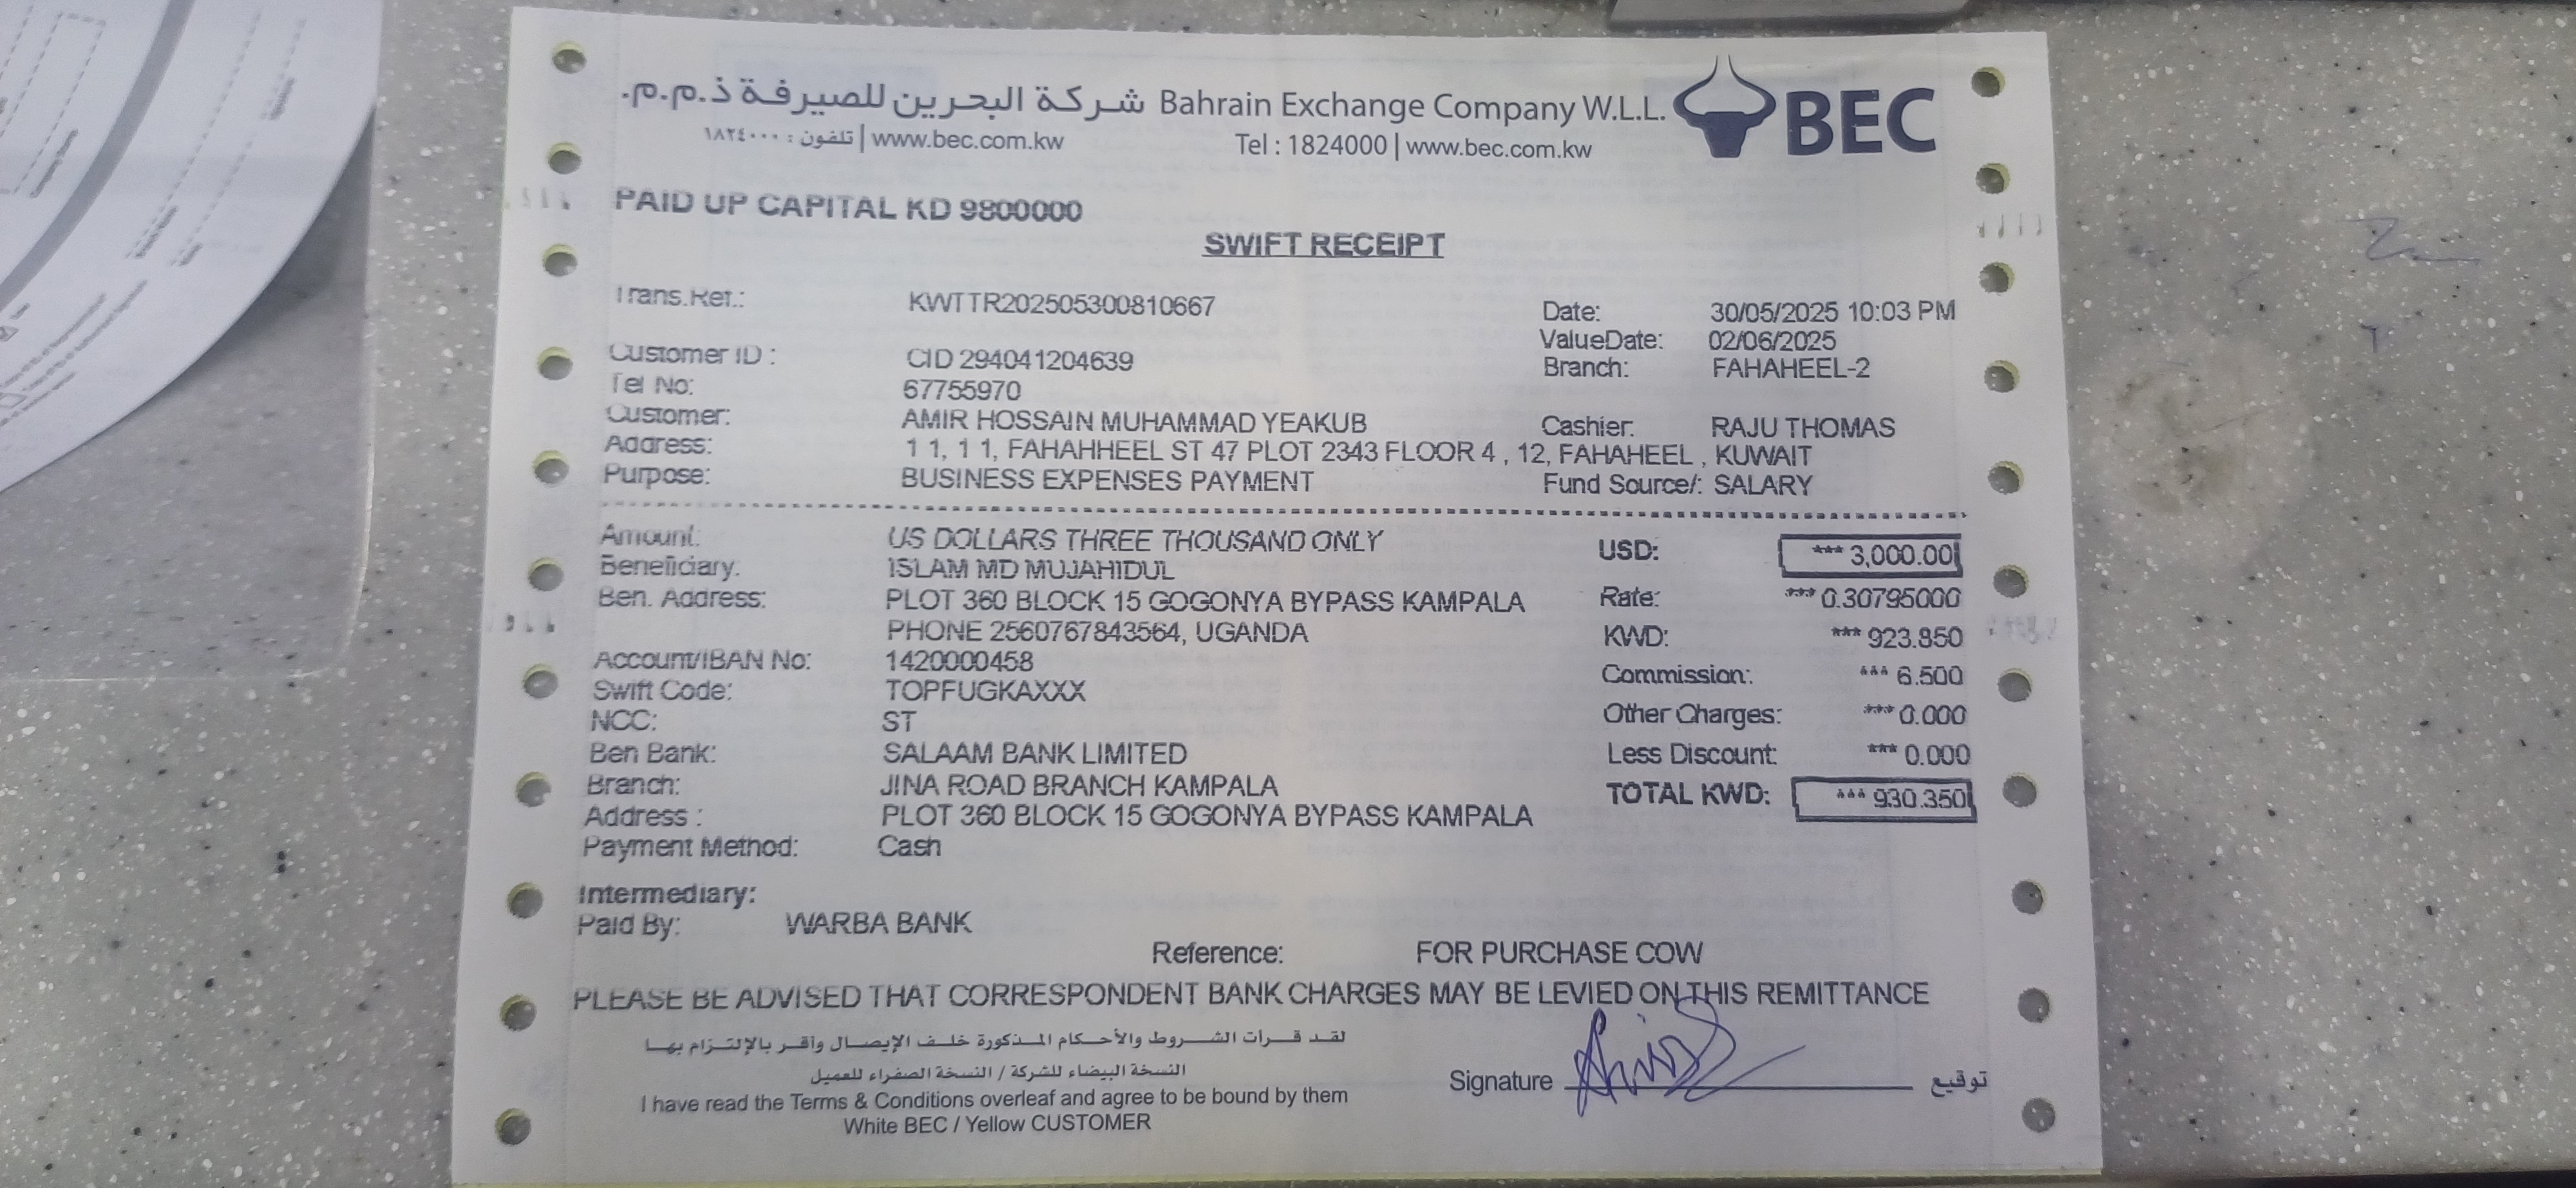 شركة البحرين للصيرفة ذ.م.م. Bahrain Exchange Company W.L.L. BEC
تلفون : ١٨٢٤٠٠٠ | www.bec.com.kw Tel : 1824000 | www.bec.com.kw
PAID UP CAPITAL KD 9800000
SWIFT RECEIPT
Trans.Ref.: KWTTR202505300810667 Date: 30/05/2025 10:03 PM
ValueDate: 02/06/2025
Customer ID : CID 294041204639 Branch: FAHAHEEL-2
Tel No: 67755970
Customer: AMIR HOSSAIN MUHAMMAD YEAKUB Cashier: RAJU THOMAS
Address: 1 1, 1 1, FAHAHHEEL ST 47 PLOT 2343 FLOOR 4 , 12, FAHAHEEL , KUWAIT
Purpose: BUSINESS EXPENSES PAYMENT Fund Source/: SALARY
Amount: US DOLLARS THREE THOUSAND ONLY USD: *** 3,000.00
Beneficiary: ISLAM MD MUJAHIDUL
Ben. Address: PLOT 360 BLOCK 15 GOGONYA BYPASS KAMPALA Rate: *** 0.30795000
PHONE 2560767843564, UGANDA KWD: *** 923.850
Account/IBAN No: 1420000458
Swift Code: TOPFUGKAXXX Commission: *** 6.500
NCC: ST Other Charges: *** 0.000
Ben Bank: SALAAM BANK LIMITED Less Discount: *** 0.000
Branch: JINA ROAD BRANCH KAMPALA TOTAL KWD: *** 930.350
Address : PLOT 360 BLOCK 15 GOGONYA BYPASS KAMPALA
Payment Method: Cash
Intermediary:
Paid By: WARBA BANK
Reference: FOR PURCHASE COW
PLEASE BE ADVISED THAT CORRESPONDENT BANK CHARGES MAY BE LEVIED ON THIS REMITTANCE
لقد قرأت الشروط والأحكام المذكورة خلف الإيصال وأقر بالإلتزام بها
النسخة البيضاء للشركة / النسخة الصفراء للعميل
I have read the Terms & Conditions overleaf and agree to be bound by them
White BEC / Yellow CUSTOMER
Signature توقيع